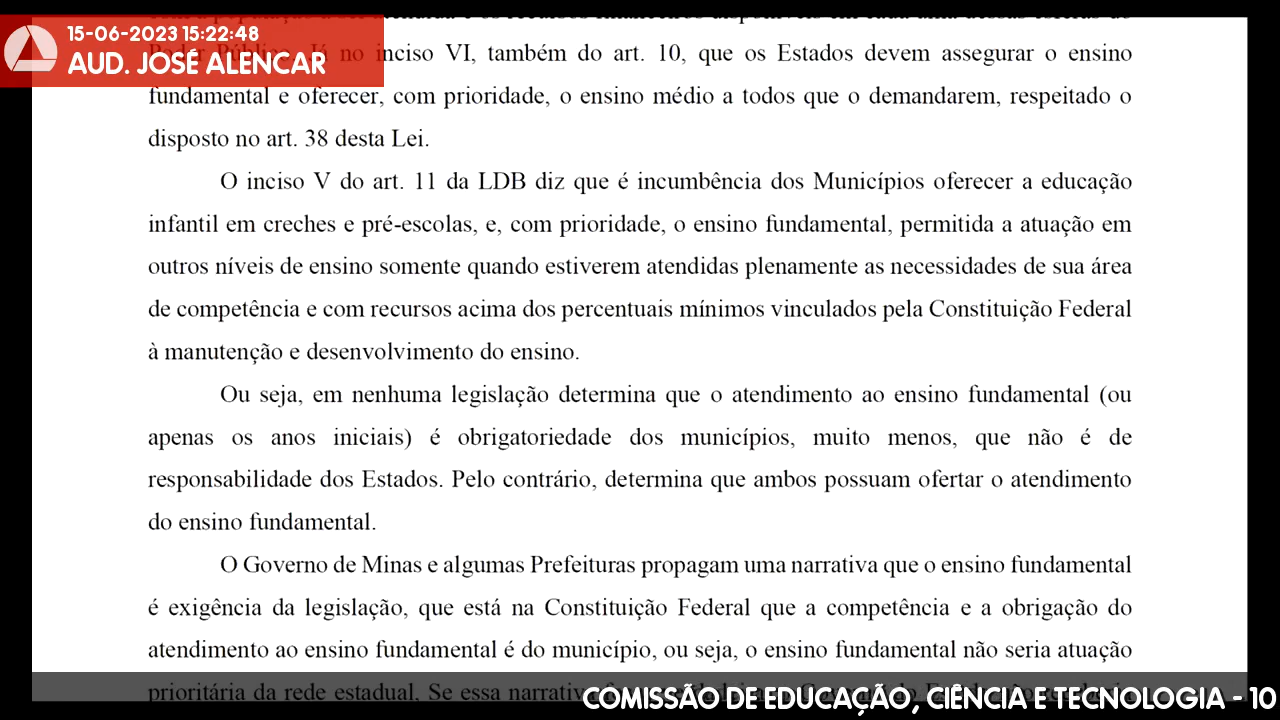 15-06-2023 15:22:48
AUD. JOSÉ ALENCAR
inciso VI, também do art. 10, que os Estados devem assegurar o ensino
fundamental e oferecer, com prioridade, o ensino médio a todos que o demandarem, respeitado o
disposto no art. 38 desta Lei.
O inciso V do art. 11 da LDB diz que é incumbência dos Municípios oferecer a educação
infantil em creches e pré-escolas, e, com prioridade, o ensino fundamental, permitida a atuação em
outros níveis de ensino somente quando estiverem atendidas plenamente as necessidades de sua área
de competência e com recursos acima dos percentuais mínimos vinculados pela Constituição Federal
à manutenção e desenvolvimento do ensino.
Ou seja, em nenhuma legislação determina que o atendimento ao ensino fundamental (ou
apenas os anos iniciais) é obrigatoriedade dos municípios, muito menos, que não é de
responsabilidade dos Estados. Pelo contrário, determina que ambos possuam ofertar o atendimento
do ensino fundamental.
O Governo de Minas e algumas Prefeituras propagam uma narrativa que o ensino fundamental
é exigência da legislação, que está na Constituição Federal que a competência e a obrigação do
atendimento ao ensino fundamental é do município, ou seja, o ensino fundamental não seria atuação
prioritária da rede estadual. Se essa narrativa
COMISSÃO DE EDUCAÇÃO, CIÊNCIA E TECNOLOGIA - 10